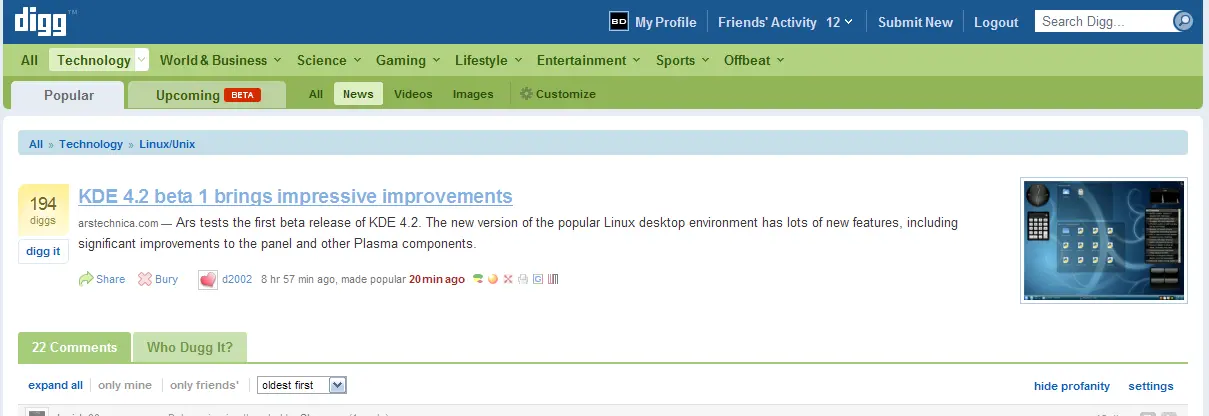 digg™
BD My Profile Friends' Activity 12 Submit New Logout Search Digg...
All Technology World & Business Science Gaming Lifestyle Entertainment Sports Offbeat
Popular Upcoming BETA All News Videos Images Customize
All » Technology » Linux/Unix
194
diggs
digg it
KDE 4.2 beta 1 brings impressive improvements
arstechnica.com — Ars tests the first beta release of KDE 4.2. The new version of the popular Linux desktop environment has lots of new features, including
significant improvements to the panel and other Plasma components.
Share Bury d2002 8 hr 57 min ago, made popular 20 min ago
22 Comments Who Dugg It?
expand all only mine only friends' oldest first hide profanity settings